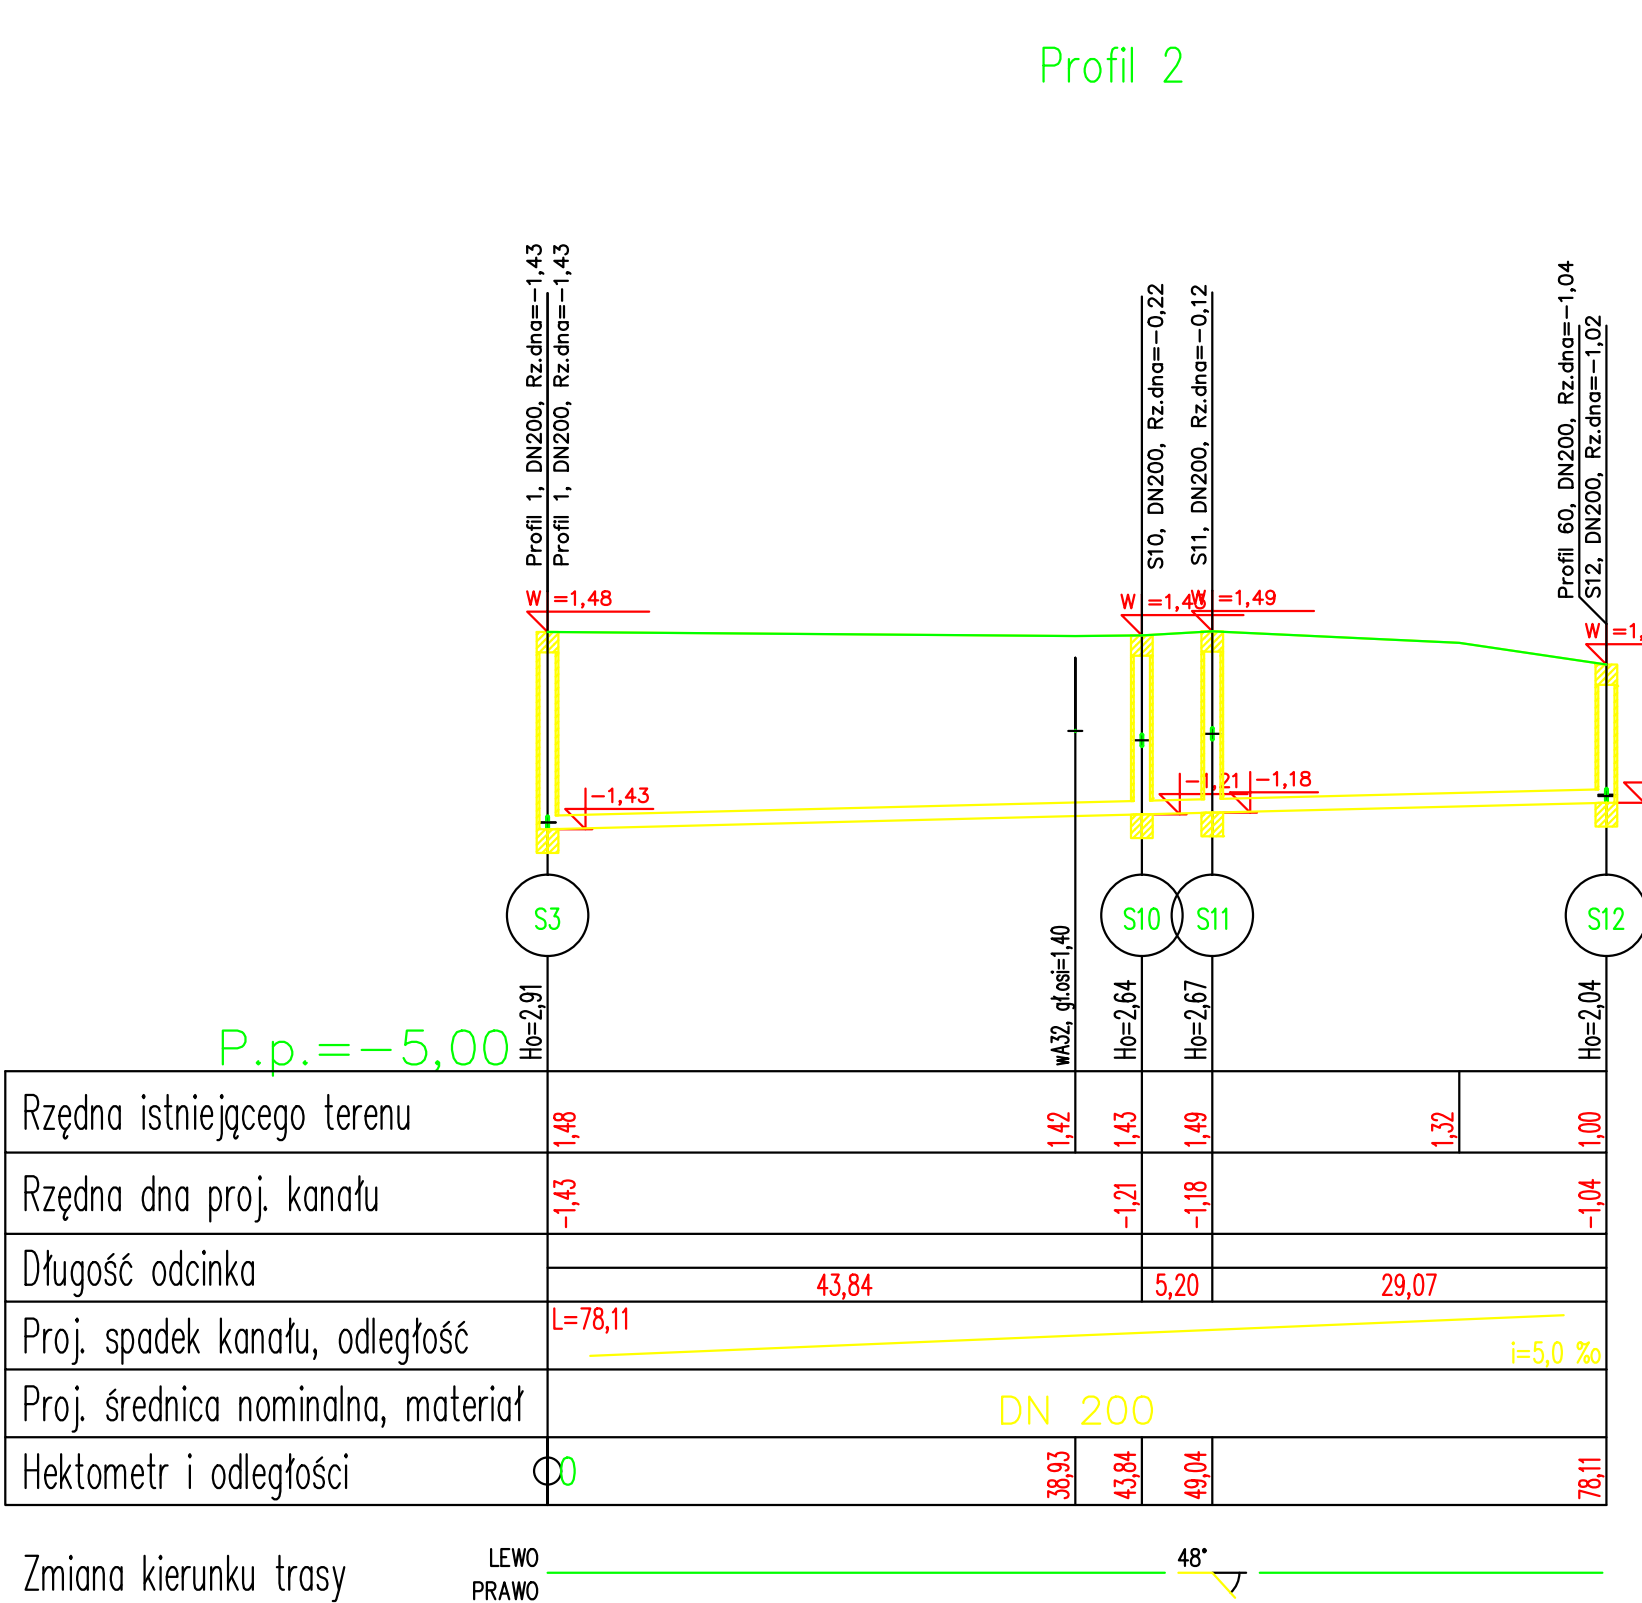 Profil 2
Profil 1, DN200, Rz.dna=-1,43
Profil 1, DN200, Rz.dna=-1,43
S10, DN200, Rz.dna=-0,22
S11, DN200, Rz.dna=-0,12
Profil 60, DN200, Rz.dna=-1,04
S12, DN200, Rz.dna=-1,02
W =1,48
W =1,43
W =1,49
W =1,
-1,43
-1,21
-1,18
S3
S10
S11
S12
Ho=2,91
wA32, gł.osi=1,40
Ho=2,64
Ho=2,67
Ho=2,04
P.p.=-5,00
Rzędna istniejącego terenu 1,48 1,42 1,43 1,49 1,32 1,00
Rzędna dna proj. kanału -1,43 -1,21 -1,18 -1,04
Długość odcinka 43,84 5,20 29,07
Proj. spadek kanału, odległość L=78,11 i=5,0 ‰
Proj. średnica nominalna, materiał DN 200
Hektometr i odległości 0 38,93 43,84 49,04 78,11
Zmiana kierunku trasy LEWO 48°
PRAWO